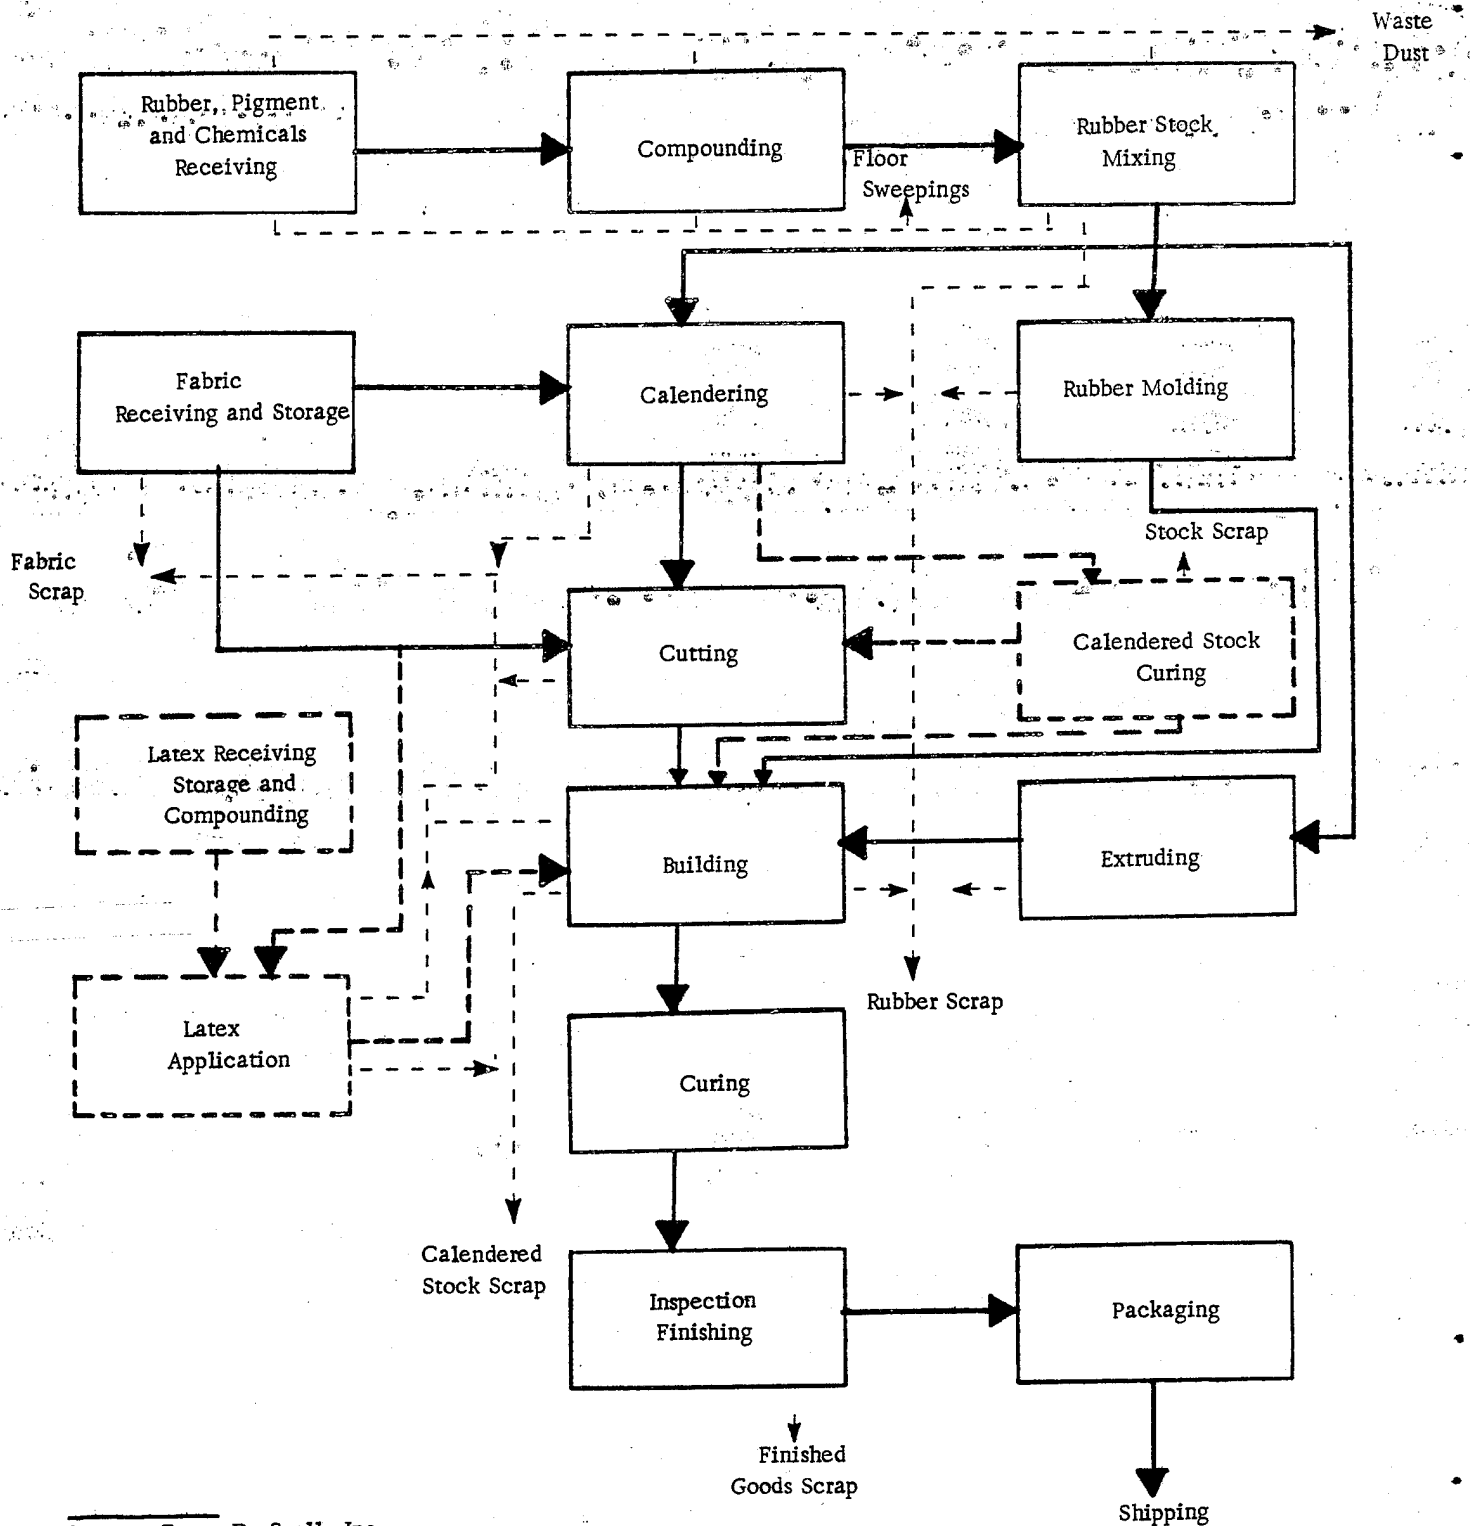 Waste
Dust
Rubber, Pigment
and Chemicals
Receiving
Compounding
Rubber Stock
Mixing
Floor
Sweepings
Fabric
Receiving and Storage
Calendering
Rubber Molding
Stock Scrap
Fabric
Scrap
Cutting
Calendered Stock
Curing
Latex Receiving
Storage and
Compounding
Building
Extruding
Rubber Scrap
Latex
Application
Curing
Calendered
Stock Scrap
Inspection
Finishing
Packaging
Finished
Goods Scrap
Shipping